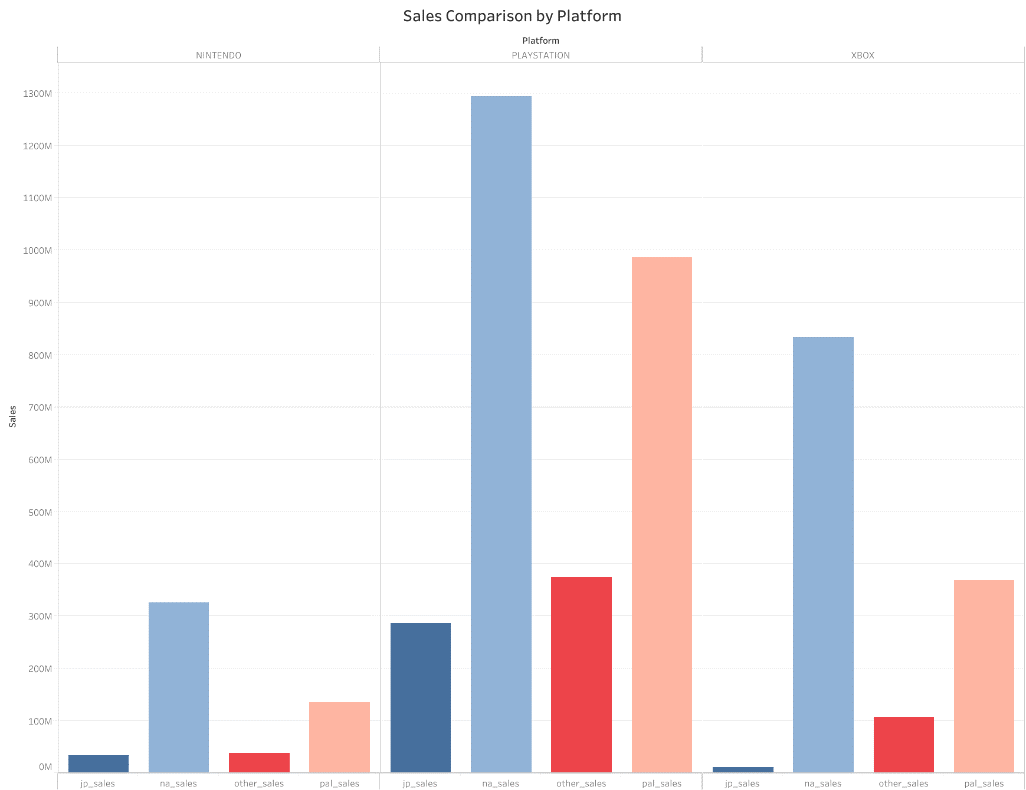 Sales Comparison by Platform
Platform
NINTENDO PLAYSTATION XBOX
1300M
1200M
1100M
1000M
900M
800M
700M
600M
500M
400M
300M
200M
100M
0M
Sales
jp_sales na_sales other_sales pal_sales jp_sales na_sales other_sales pal_sales jp_sales na_sales other_sales pal_sales